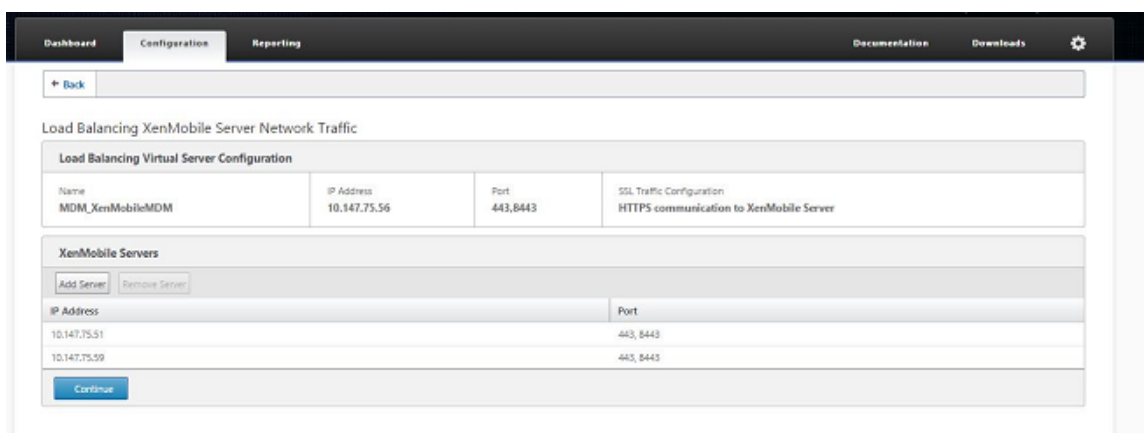 Dashboard Configuration Reporting Documentation Downloads
Back
Load Balancing XenMobile Server Network Traffic
Load Balancing Virtual Server Configuration
Name IP Address Port SSL Traffic Configuration
MDM_XenMobileMDM 10.147.75.56 443,8443 HTTPS communication to XenMobile Server
XenMobile Servers
Add Server Remove Server
IP Address Port
10.147.75.51 443, 8443
10.147.75.59 443, 8443
Continue